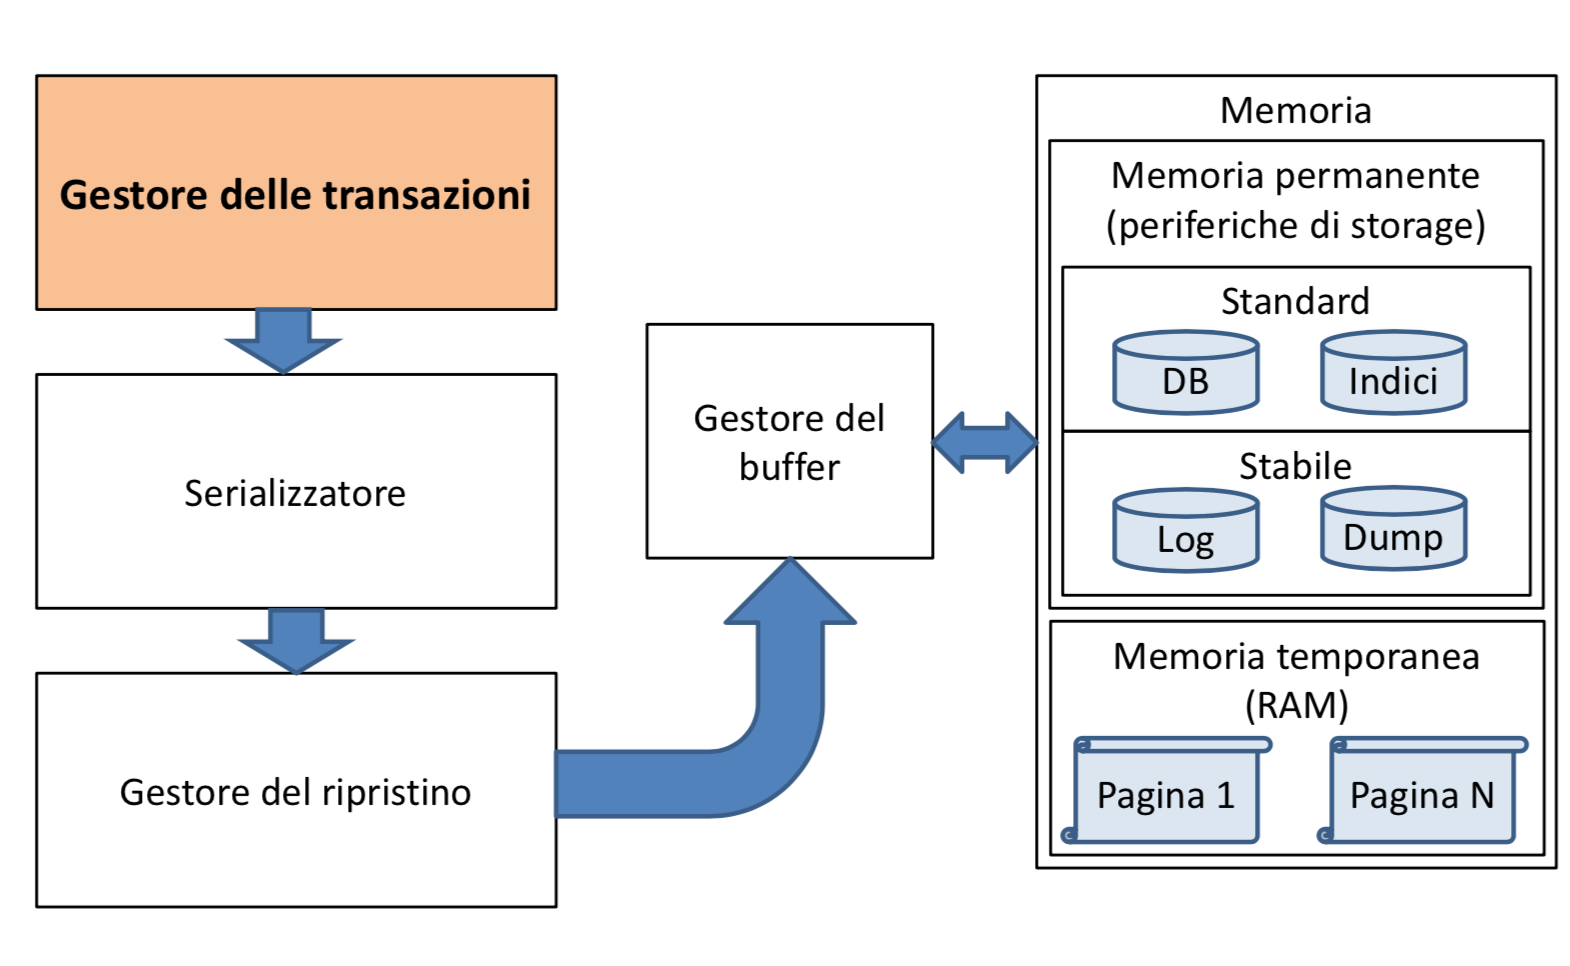 Gestore delle transazioni
Serializzatore
Gestore del ripristino
Gestore del
buffer
Memoria
Memoria permanente
(periferiche di storage)
Standard
DB
Indici
Stabile
Log
Dump
Memoria temporanea
(RAM)
Pagina 1
Pagina N